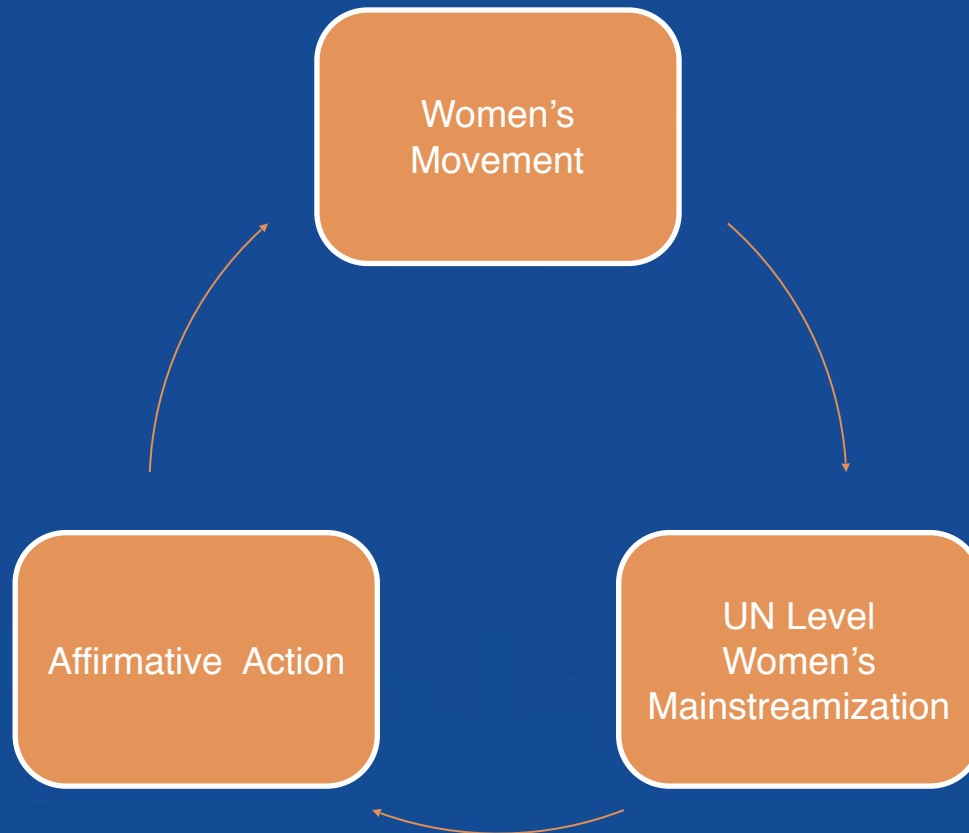 Women’s
Movement
UN Level
Women’s
Mainstreamization
Affirmative  Action